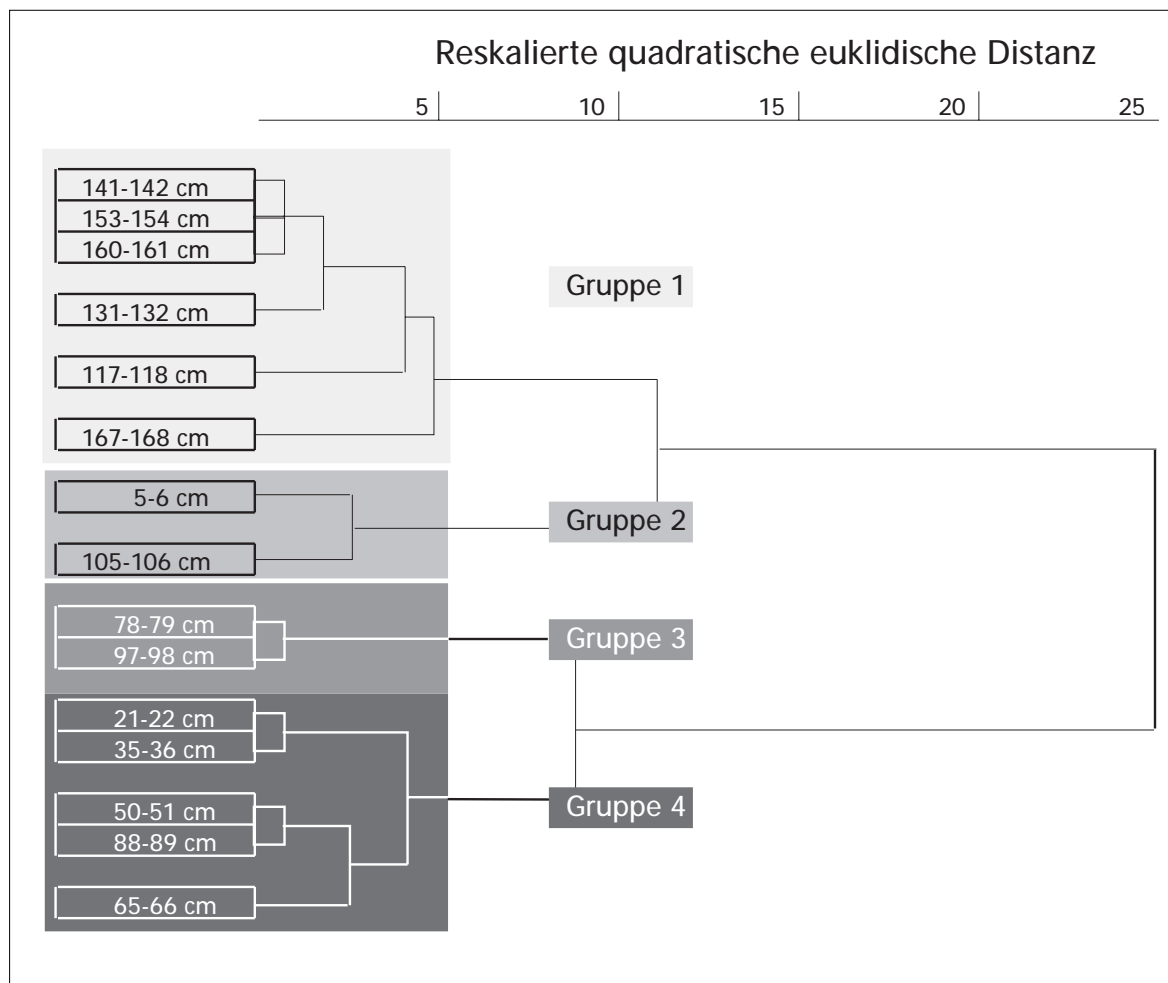 Reskalierte quadratische euklidische Distanz
5 10 15 20 25
141-142 cm
153-154 cm
160-161 cm
Gruppe 1
131-132 cm
117-118 cm
167-168 cm
5-6 cm
Gruppe 2
105-106 cm
78-79 cm
Gruppe 3
97-98 cm
21-22 cm
35-36 cm
50-51 cm
Gruppe 4
88-89 cm
65-66 cm